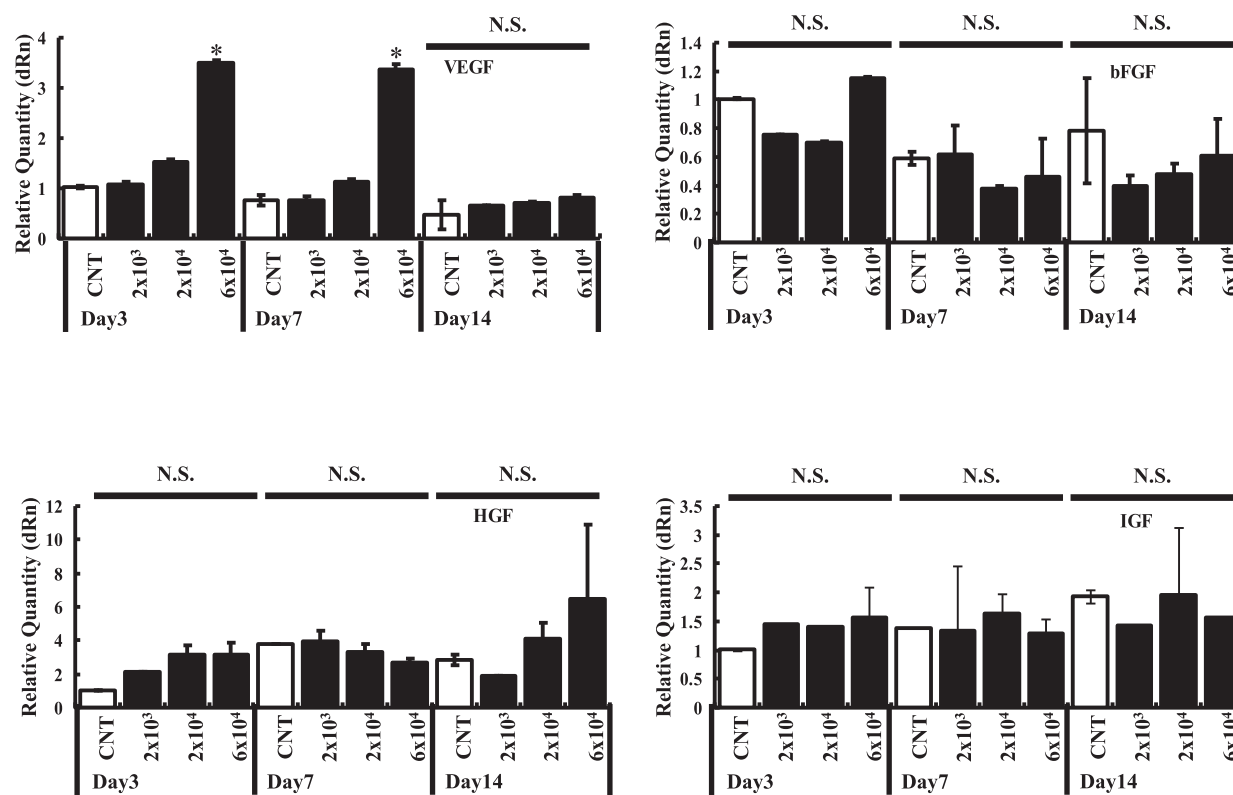 N.S.
4
3
2
1
0
Relative Quantity (dRn)
*
*
VEGF
CNT
2x10³
2x10⁴
6x10⁴
CNT
2x10³
2x10⁴
6x10⁴
CNT
2x10³
2x10⁴
6x10⁴
Day3 Day7 Day14
N.S. N.S. N.S.
1.4
1.2
1
0.8
0.6
0.4
0.2
0
Relative Quantity (dRn)
bFGF
CNT
2x10³
2x10⁴
6x10⁴
CNT
2x10³
2x10⁴
6x10⁴
CNT
2x10³
2x10⁴
6x10⁴
Day3 Day7 Day14
N.S. N.S. N.S.
12
10
8
6
4
2
0
Relative Quantity (dRn)
HGF
CNT
2x10³
2x10⁴
6x10⁴
CNT
2x10³
2x10⁴
6x10⁴
CNT
2x10³
2x10⁴
6x10⁴
Day3 Day7 Day14
N.S. N.S. N.S.
3.5
3
2.5
2
1.5
1
0.5
0
Relative Quantity (dRn)
IGF
CNT
2x10³
2x10⁴
6x10⁴
CNT
2x10³
2x10⁴
6x10⁴
CNT
2x10³
2x10⁴
6x10⁴
Day3 Day7 Day14